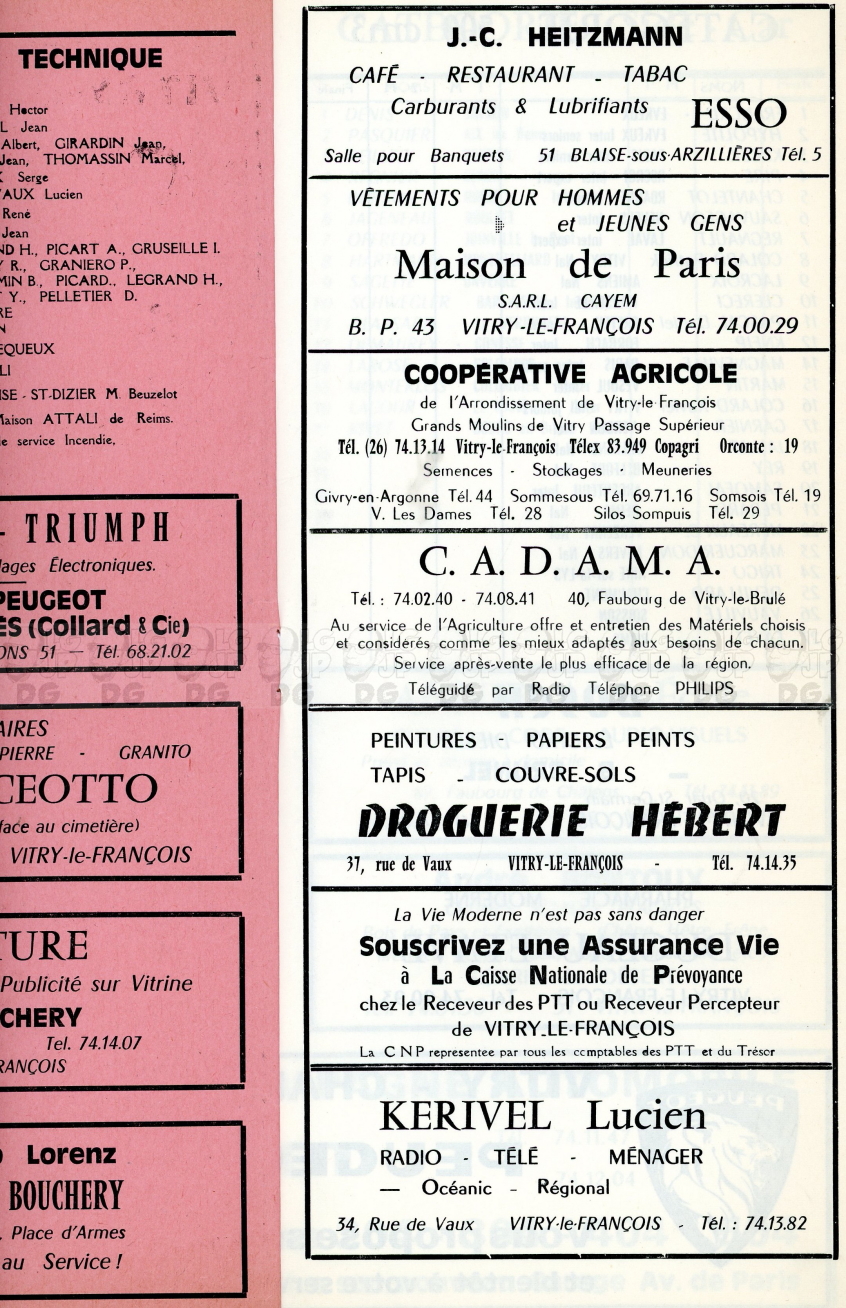 TECHNIQUE
Hector
L Jean
Albert, GIRARDIN Jean,
Jean, THOMASSIN Marcel,
Serge
AUX Lucien
René
Jean
ND H., PICART A., GRUSEILLE I.
Y R., GRANIERO P.,
MIN B., PICARD., LEGRAND H.,
T Y., PELLETIER D.
RE
N
EQUEUX
LI
ISE - ST-DIZIER M. Beuzelot
Maison ATTALI de Reims.
ie service Incendie,
- TRIUMPH
lages Électroniques.
PEUGEOT
ÈS (Collard & Cie)
ONS 51 — Tél. 68.21.02
AIRES
PIERRE - GRANITO
CEOTTO
face au cimetière)
VITRY-le-FRANÇOIS
TURE
Publicité sur Vitrine
CHERY
Tel. 74.14.07
RANÇOIS
Lorenz
BOUCHERY
, Place d'Armes
au Service !
J.-C. HEITZMANN
CAFÉ - RESTAURANT - TABAC
Carburants & Lubrifiants ESSO
Salle pour Banquets 51 BLAISE-sous-ARZILLIÈRES Tél. 5
VÊTEMENTS POUR HOMMES
et JEUNES GENS
Maison de Paris
S.A.R.L. CAYEM
B. P. 43 VITRY-LE-FRANÇOIS Tél. 74.00.29
COOPÉRATIVE AGRICOLE
de l'Arrondissement de Vitry-le-François
Grands Moulins de Vitry Passage Supérieur
Tél. (26) 74.13.14 Vitry-le-François Télex 83.949 Copagri Orconte : 19
Semences - Stockages - Meuneries
Givry-en-Argonne Tél. 44 Sommesous Tél. 69.71.16 Somsois Tél. 19
V. Les Dames Tél. 28 Silos Sompuis Tél. 29
C. A. D. A. M. A.
Tél. : 74.02.40 - 74.08.41 40, Faubourg de Vitry-le-Brulé
Au service de l'Agriculture offre et entretien des Matériels choisis
et considérés comme les mieux adaptés aux besoins de chacun.
Service après-vente le plus efficace de la région.
Téléguidé par Radio Téléphone PHILIPS
PEINTURES - PAPIERS PEINTS
TAPIS - COUVRE-SOLS
DROGUERIE HÉBERT
37, rue de Vaux VITRY-LE-FRANÇOIS - Tél. 74.14.35
La Vie Moderne n'est pas sans danger
Souscrivez une Assurance Vie
à La Caisse Nationale de Prévoyance
chez le Receveur des PTT ou Receveur Percepteur
de VITRY-LE-FRANÇOIS
La C N P representee par tous les comptables des PTT et du Trésor
KERIVEL Lucien
RADIO - TÉLÉ - MÉNAGER
— Océanic - Régional
34, Rue de Vaux VITRY-le-FRANÇOIS - Tél. : 74.13.82